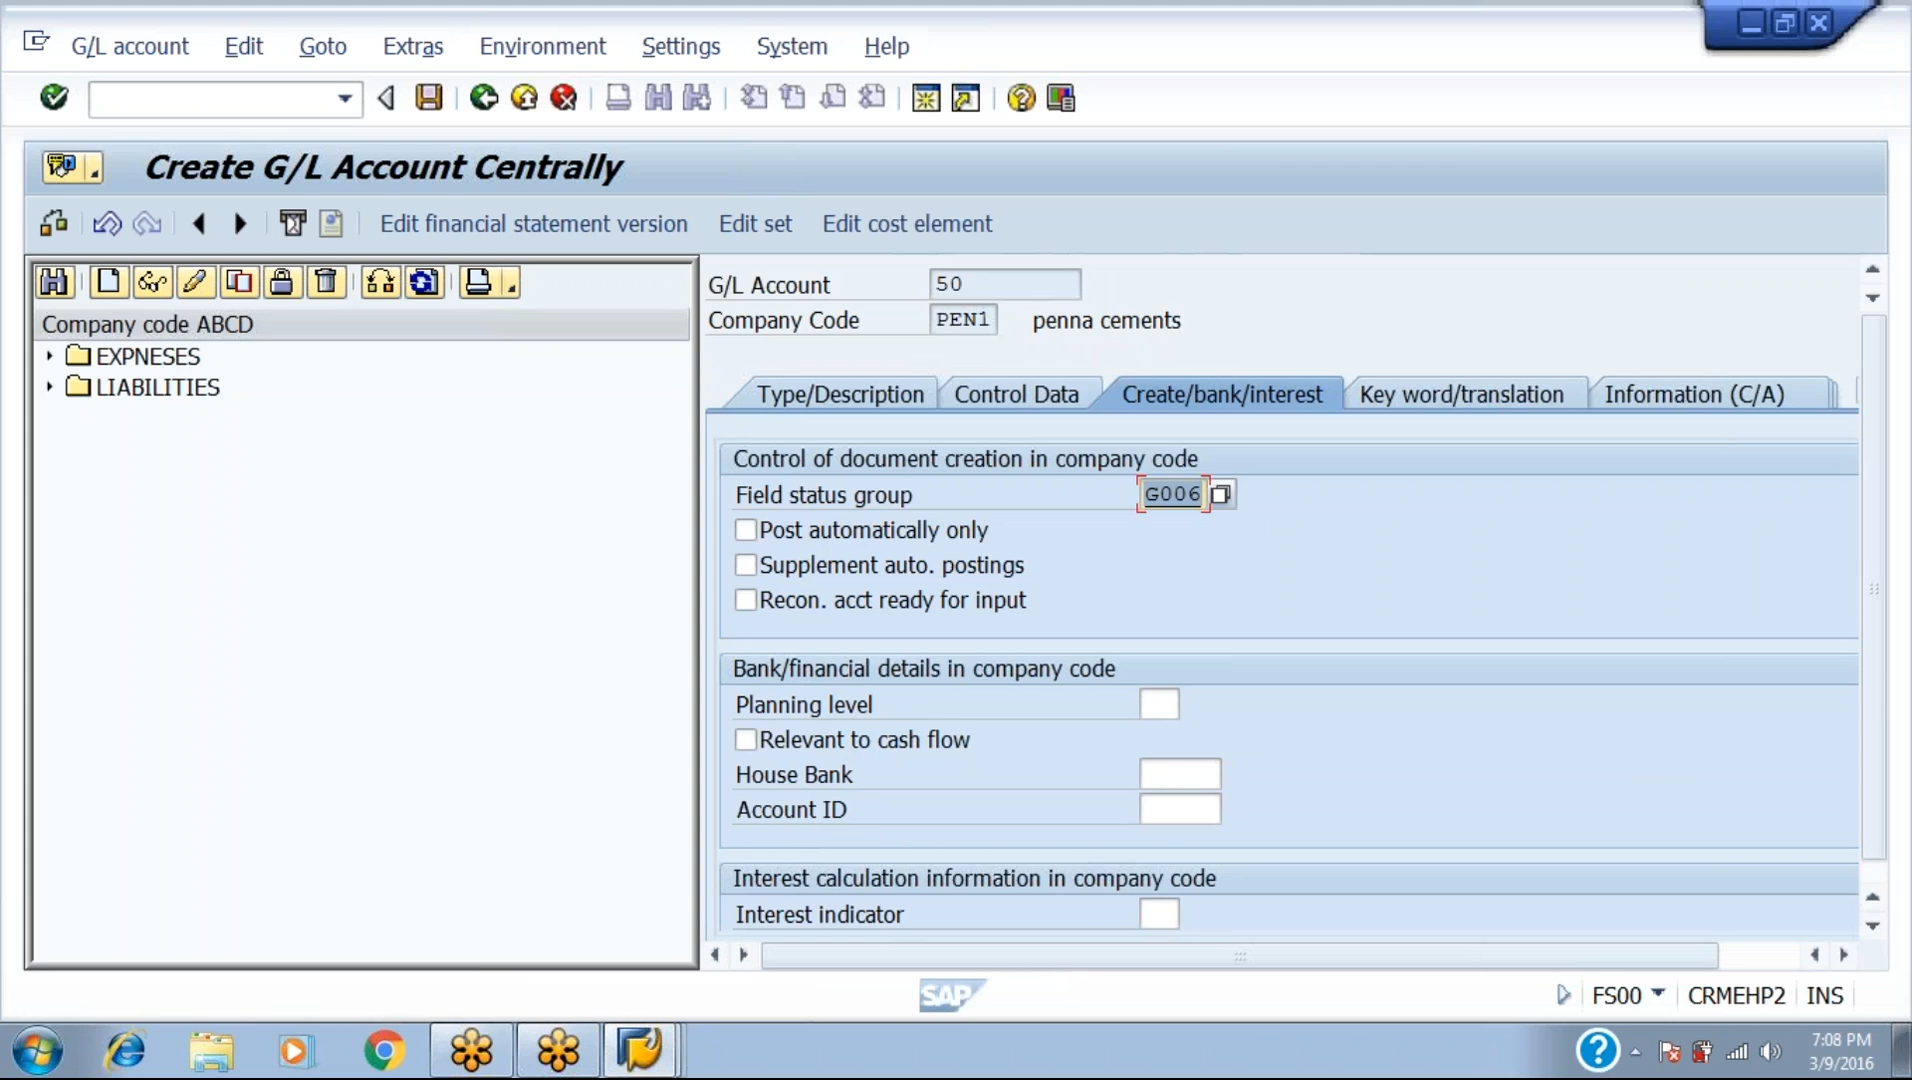 G/L account Edit Goto Extras Environment Settings System Help
Create G/L Account Centrally
Edit financial statement version Edit set Edit cost element
Company code ABCD
EXPNESES
LIABILITIES
G/L Account 50
Company Code PEN1 penna cements
Type/Description Control Data Create/bank/interest Key word/translation Information (C/A)
Control of document creation in company code
Field status group G006
Post automatically only
Supplement auto. postings
Recon. acct ready for input
Bank/financial details in company code
Planning level
Relevant to cash flow
House Bank
Account ID
Interest calculation information in company code
Interest indicator
SAP
FS00 CRMEHP2 INS
7:08 PM
3/9/2016